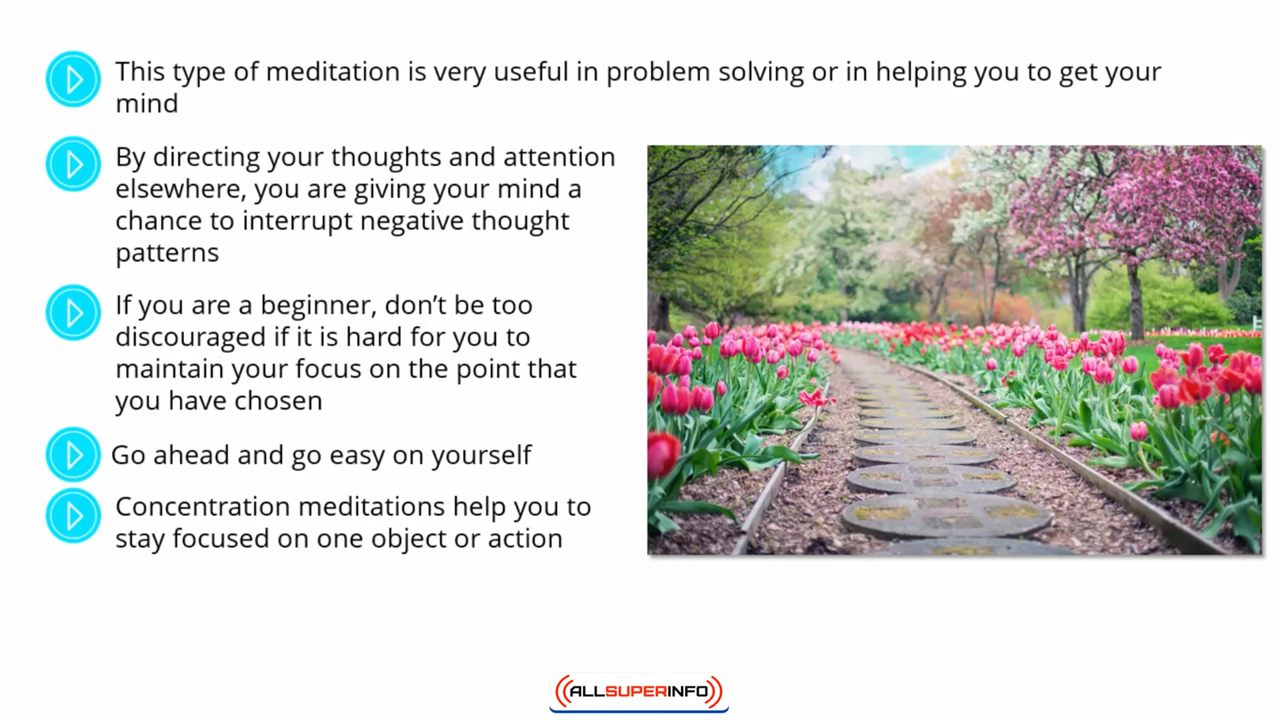 This type of meditation is very useful in problem solving or in helping you to get your
mind
By directing your thoughts and attention
elsewhere, you are giving your mind a
chance to interrupt negative thought
patterns
If you are a beginner, don’t be too
discouraged if it is hard for you to
maintain your focus on the point that
you have chosen
Go ahead and go easy on yourself
Concentration meditations help you to
stay focused on one object or action
ALLSUPERINFO